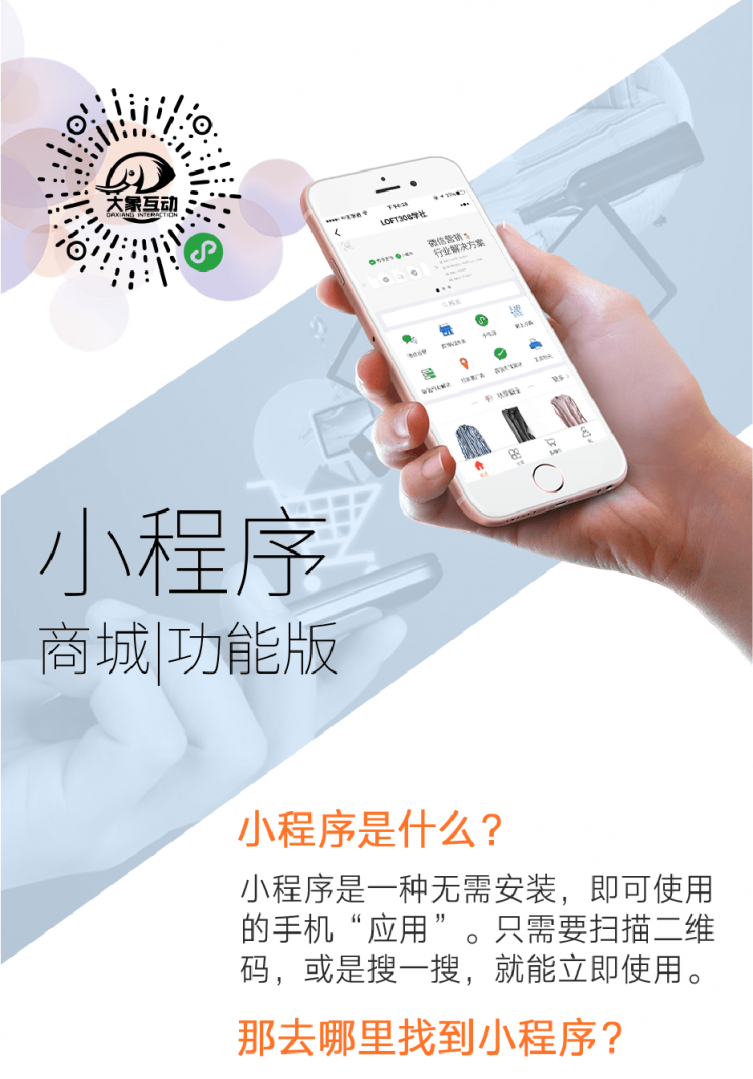 大象互动
DAXIANG INTERACTION
LOFT308学社
微信营销
行业解决方案
小程序
商城|功能版
小程序是什么？
小程序是一种无需安装，即可使用
的手机“应用”。只需要扫描二维
码，或是搜一搜，就能立即使用。
那去哪里找到小程序？